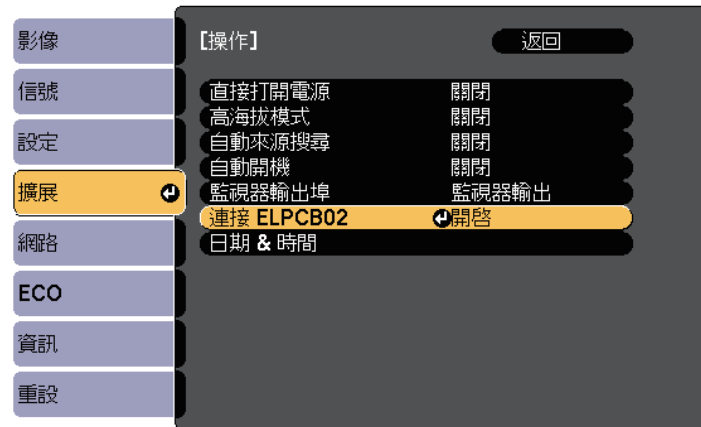 影像
信號
設定
擴展
網路
ECO
資訊
重設
[操作]
返回
直接打開電源 關閉
高海拔模式 關閉
自動來源搜尋 關閉
自動開機 關閉
監視器輸出埠 監視器輸出
連接 ELPCB02 開啓
日期 & 時間